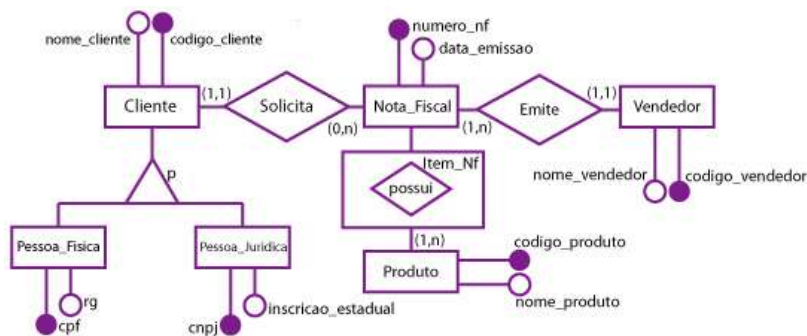 numero_nf
nome_cliente
codigo_cliente
data_emissao
(1,1)
(1,1)
Cliente
Solicita
Nota_Fiscal
Emite
Vendedor
(0,n)
(1,n)
Item_Nf
p
possui
nome_vendedor
codigo_vendedor
(1,n)
codigo_produto
Pessoa_Fisica
Pessoa_Juridica
Produto
nome_produto
rg
inscricao_estadual
cpf
cnpj